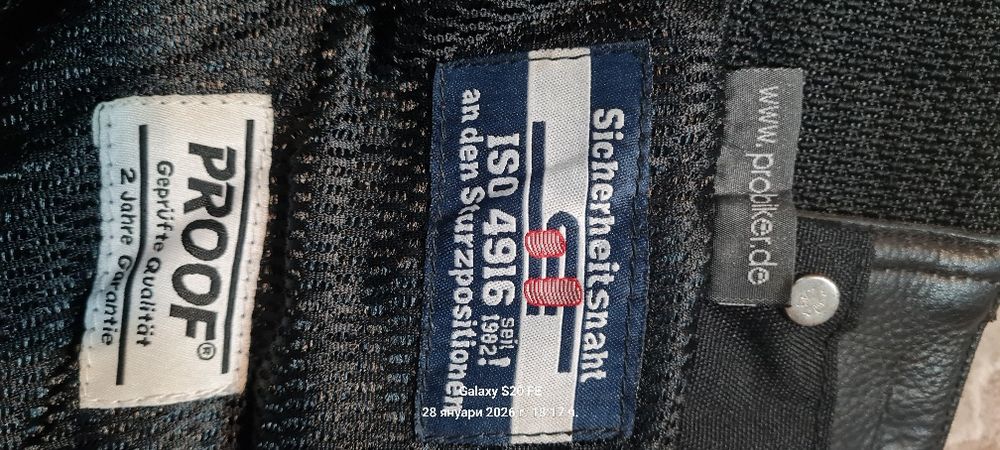 PROOF®
Geprüfte Qualität
2 Jahre Garantie
Sicherheitsnaht
ISO 4916 seit 1982!
an den Sturzpositionen
www.probiker.de
Galaxy S20 FE
28 януари 2026 г. 18:17 ч.